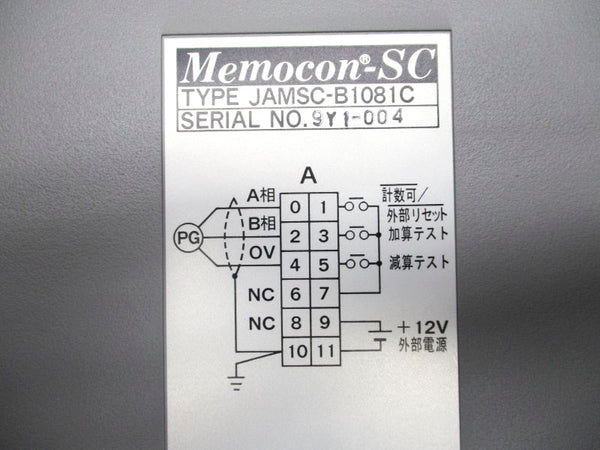 Memocon®-SC
TYPE JAMSC-B1081C
SERIAL NO. 9Y1-004
A
A相 0 1 計数可/外部リセット
PG B相 2 3 加算テスト
OV 4 5 減算テスト
NC 6 7
NC 8 9 +12V
10 11 外部電源